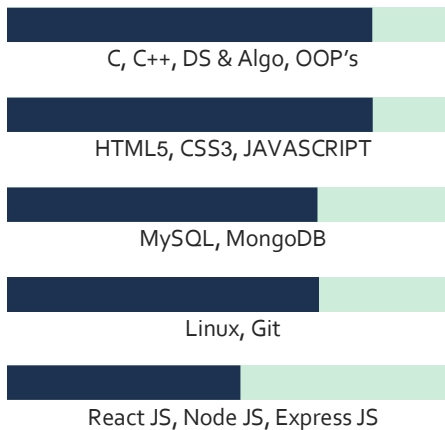 C, C++, DS & Algo, OOP's
HTML5, CSS3, JAVASCRIPT
MySQL, MongoDB
Linux, Git
React JS, Node JS, Express JS